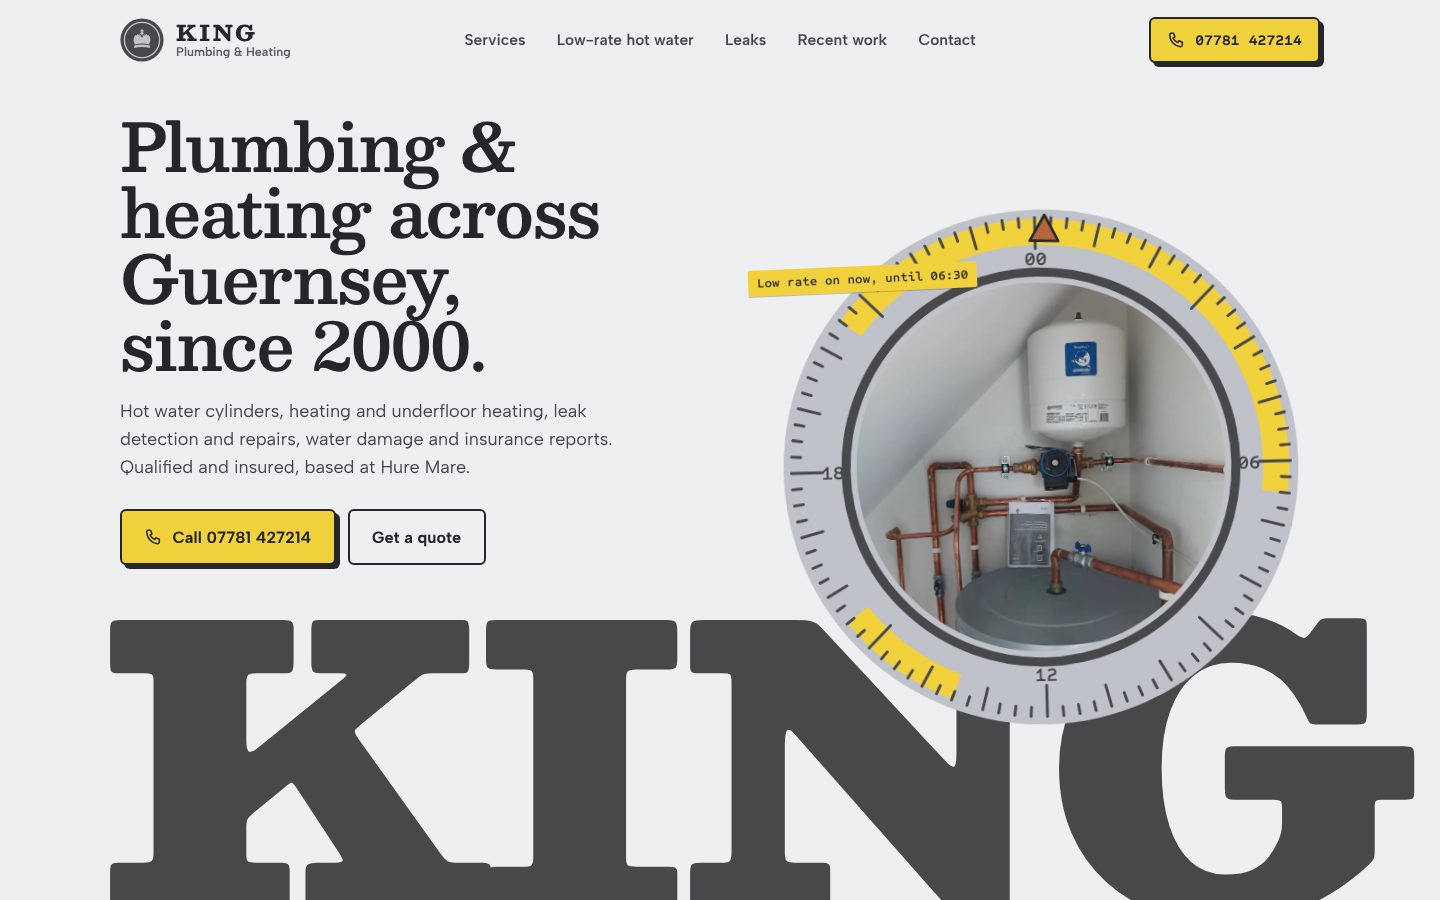 KING
Plumbing & Heating
Services
Low-rate hot water
Leaks
Recent work
Contact
07781 427214
Plumbing &
heating across
Guernsey,
since 2000.
Hot water cylinders, heating and underfloor heating, leak
detection and repairs, water damage and insurance reports.
Qualified and insured, based at Hure Mare.
Call 07781 427214
Get a quote
Low rate on now, until 06:30
00
06
12
18
KING